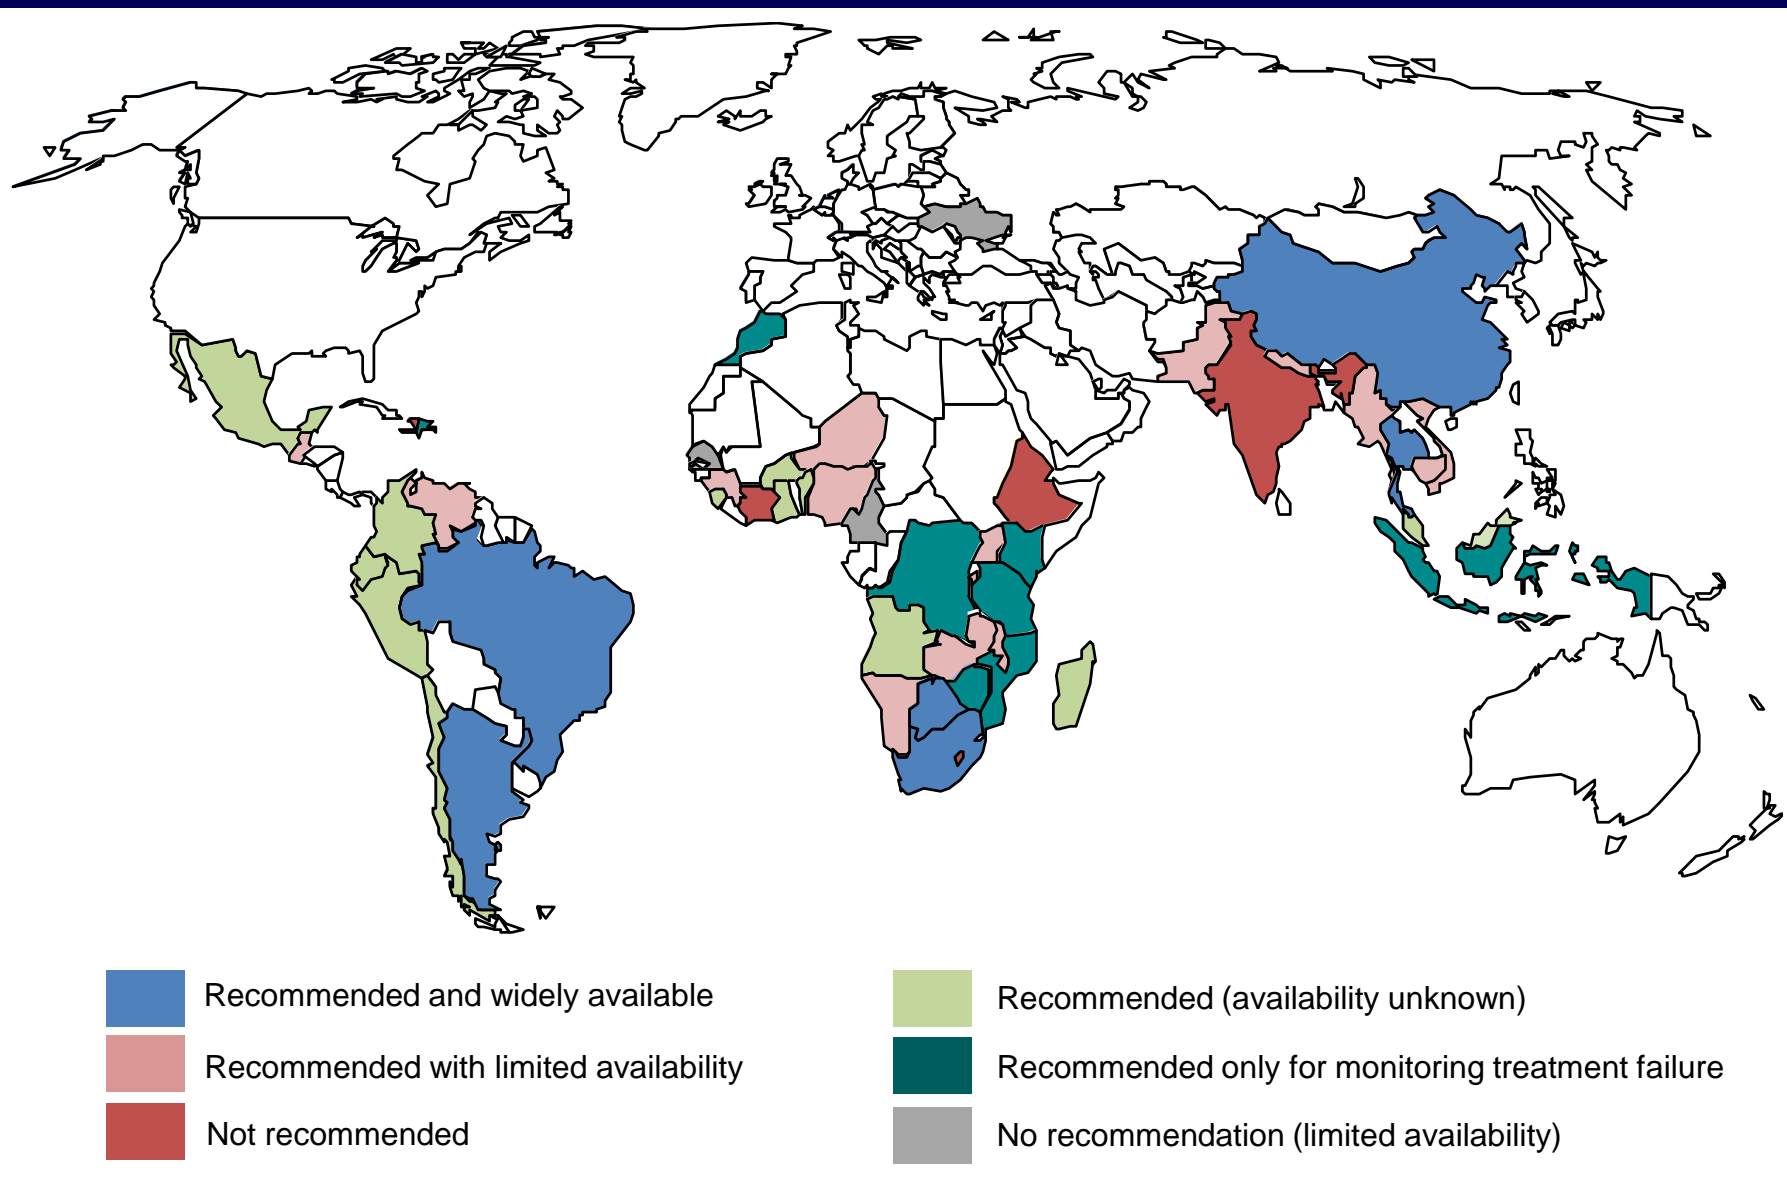 Recommended and widely available
Recommended with limited availability
Not recommended
Recommended (availability unknown)
Recommended only for monitoring treatment failure
No recommendation (limited availability)